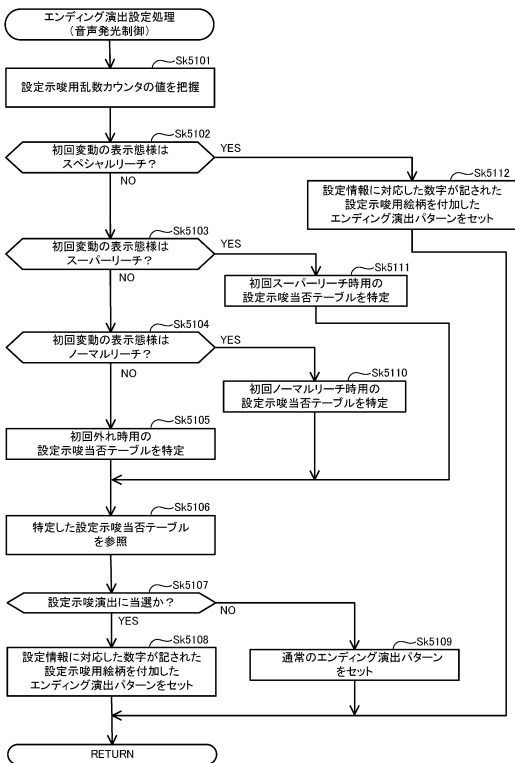 エンディング演出設定処理
（音声発光制御）
Sk5101
設定示唆用乱数カウンタの値を把握
Sk5102
初回変動の表示態様は
スペシャルリーチ？
YES
NO
Sk5112
設定情報に対応した数字が記された
設定示唆用絵柄を付加した
エンディング演出パターンをセット
Sk5103
初回変動の表示態様は
スーパーリーチ？
YES
NO
Sk5111
初回スーパーリーチ時用の
設定示唆当否テーブルを特定
Sk5104
初回変動の表示態様は
ノーマルリーチ？
YES
NO
Sk5110
初回ノーマルリーチ時用の
設定示唆当否テーブルを特定
Sk5105
初回外れ時用の
設定示唆当否テーブルを特定
Sk5106
特定した設定示唆当否テーブル
を参照
Sk5107
設定示唆演出に当選か？
NO
YES
Sk5108
設定情報に対応した数字が記された
設定示唆用絵柄を付加した
エンディング演出パターンをセット
Sk5109
通常のエンディング演出パターン
をセット
RETURN